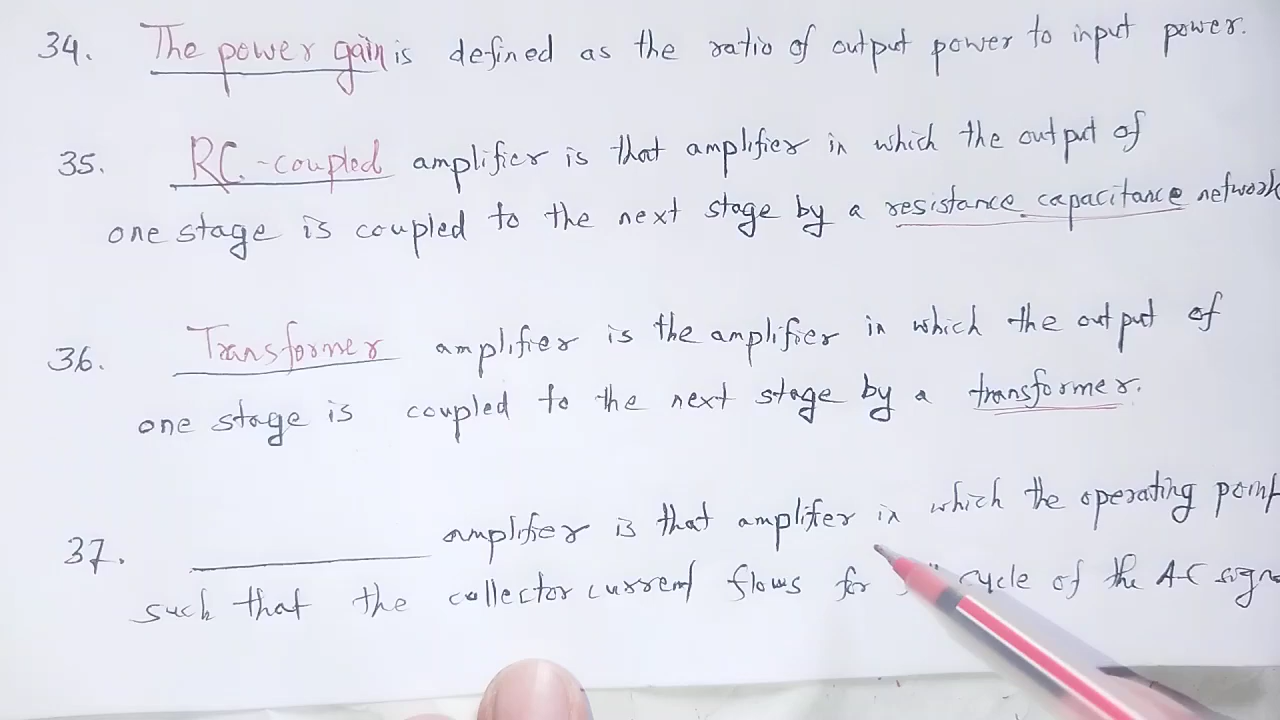 34. The power gain is defined as the ratio of output power to input power.
35. RC-coupled amplifier is that amplifier in which the output of
one stage is coupled to the next stage by a resistance capacitance network
36. Transformer amplifier is the amplifier in which the output of
one stage is coupled to the next stage by a transformer.
37. amplifier is that amplifier in which the operating point
such that the collector current flows for cycle of the A-C